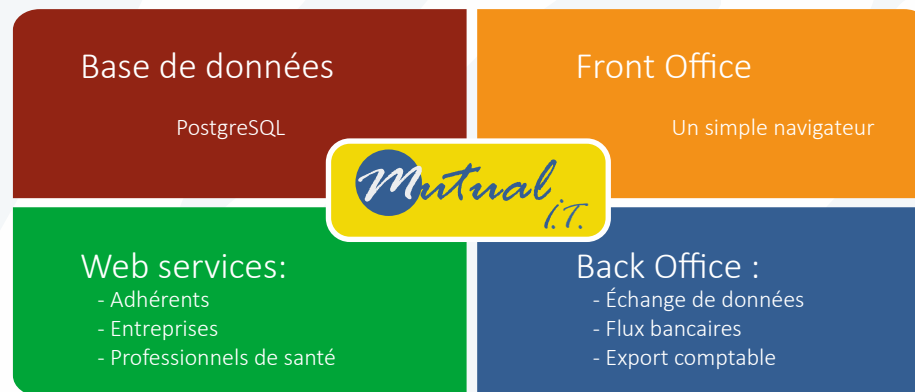 Base de données
PostgreSQL
Front Office
Un simple navigateur
Mutual
i.T.
Web services:
- Adhérents
- Entreprises
- Professionnels de santé
Back Office :
- Échange de données
- Flux bancaires
- Export comptable